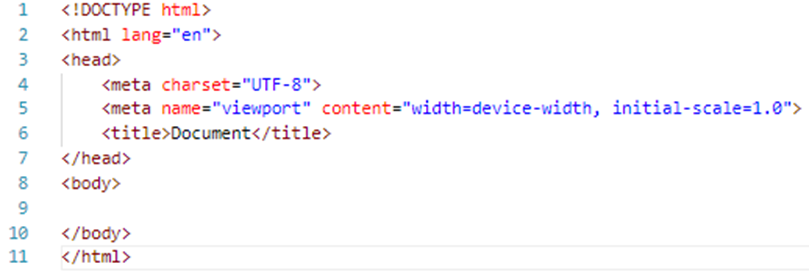 1 <!DOCTYPE html>
2 <html lang="en">
3 <head>
4     <meta charset="UTF-8">
5     <meta name="viewport" content="width=device-width, initial-scale=1.0">
6     <title>Document</title>
7 </head>
8 <body>
9
10 </body>
11 </html>